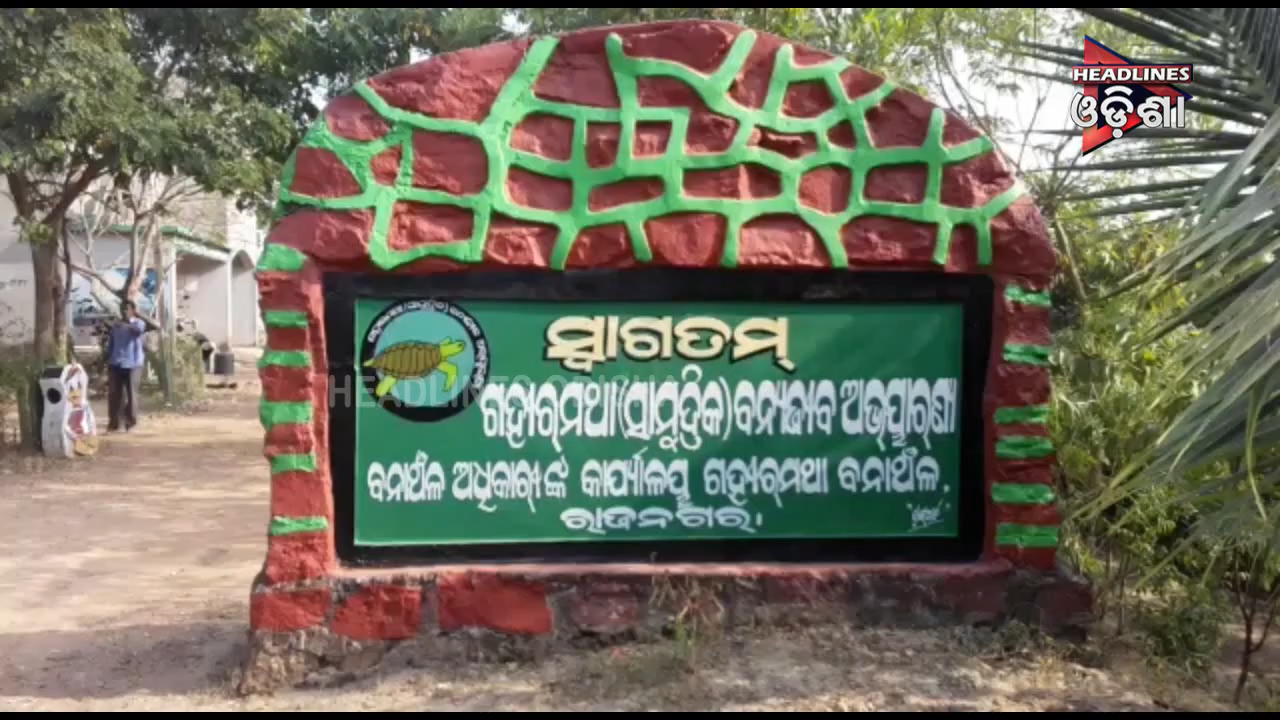 HEADLINES
ଓଡ଼ିଶା
ସ୍ୱାଗତମ୍
ଗହୀରମଥା (ସାମୁଦ୍ରିକ) ବନ୍ୟଜୀବ ଅଭୟାରଣ୍ୟ
ବନଖଣ୍ଡ ଅଧିକାରୀଙ୍କ କାର୍ଯ୍ୟାଳୟ ଗହୀରମଥା ବନଖଣ୍ଡ,
ରାଜନଗର।